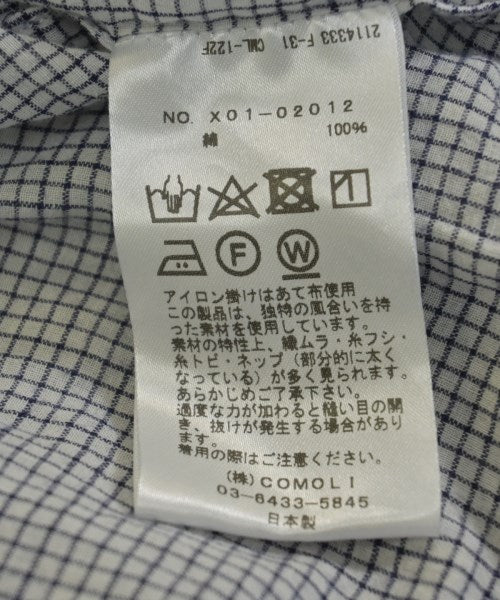 2114333 F-31 CML-122F
NO. X01-02012
綿 100%
F W
アイロン掛けはあて布使用
この製品は、独特の風合いを持
った素材を使用しています。
素材の特性上、織ムラ・糸フシ・
糸トビ・ネップ（部分的に太く
なっている）が多く見られます。
あらかじめご了承下さい。
過度な力が加わると縫い目の開
き、抜けが発生する場合があり
ます。
着用の際はご注意ください。
(株) COMOLI
03-6433-5845
日本製